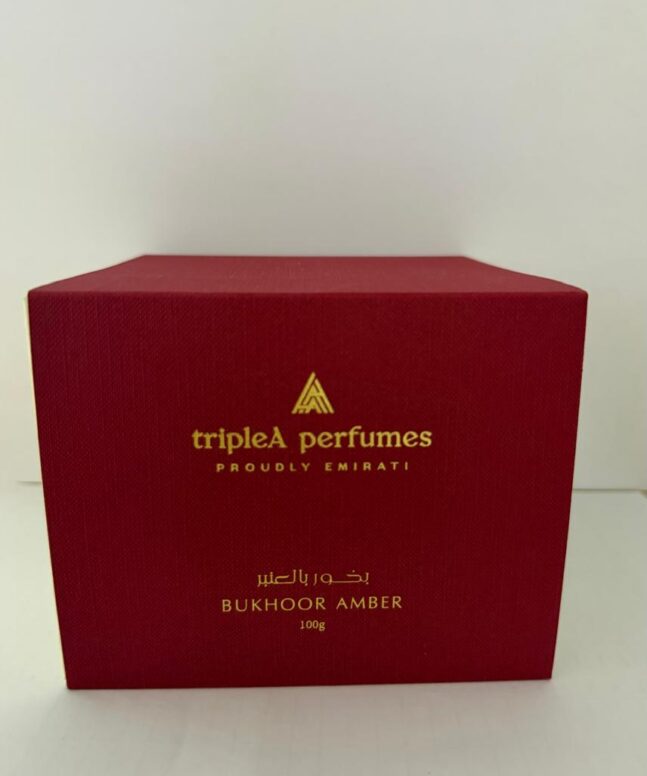 tripleA perfumes
PROUDLY EMIRATI
بخور بالعنبر
BUKHOOR AMBER
100g